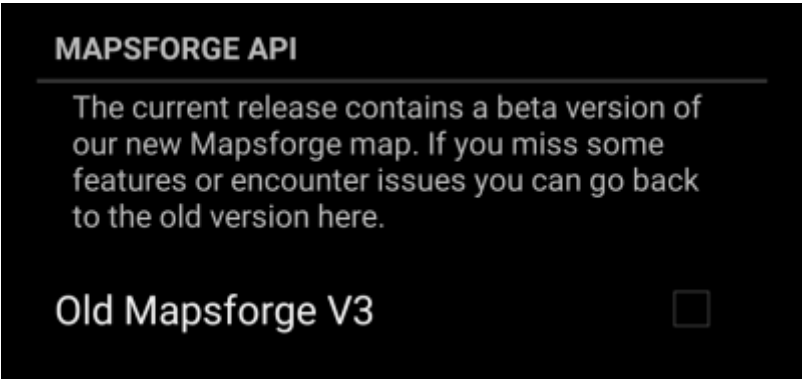 MAPSFORGE API
The current release contains a beta version of
our new Mapsforge map. If you miss some
features or encounter issues you can go back
to the old version here.
Old Mapsforge V3